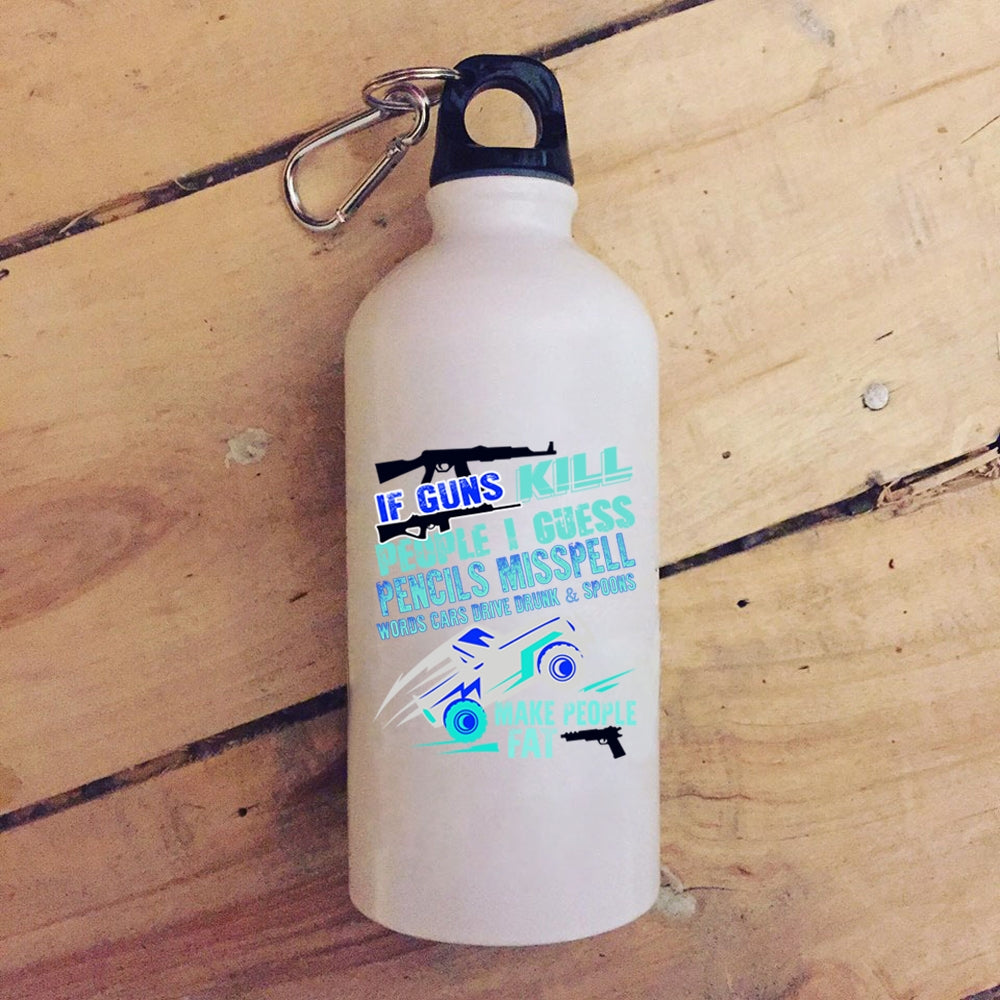 IF GUNS KILL
PEOPLE I GUESS
PENCILS MISSPELL
WORDS CARS DRIVE DRUNK & SPOONS
MAKE PEOPLE
FAT